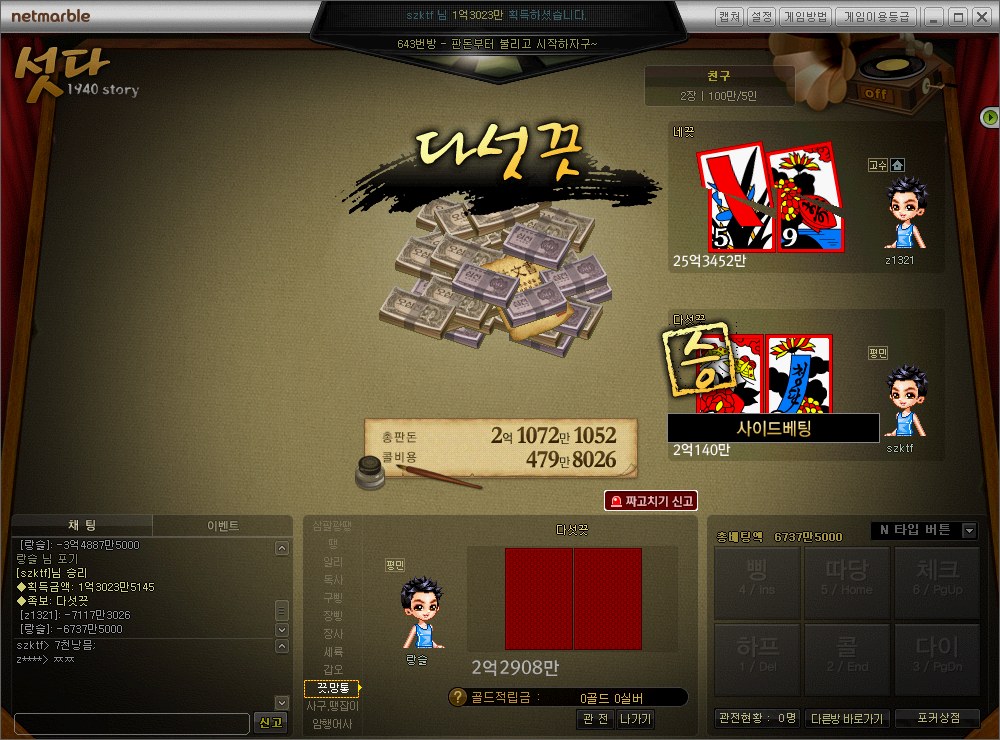 netmarble
szktf 님 1억3023만 획득하셨습니다.
캡쳐
설정
게임방법
게임이용등급
643번방 - 판돈부터 불리고 시작하자구~
섯다
1940 story
친구
2장 | 100만/5인
off
다섯끗
네끗
5
9
고수
25억3452만
z1321
다섯끗
승
청단
평민
사이드베팅
2억140만
szktf
총판돈 2억 1072만 1052
콜비용 479만 8026
짜고치기 신고
채 팅
이벤트
[랑슬]: -3억4887만5000
랑슬 님 포기
[szktf]님 승리
◆획득금액: 1억3023만5145
◆족보: 다섯끗
[z1321]: -7117만3026
[랑슬]: -6737만5000
szktf> 7천낭믐;
z****> ㅉㅉ
신고
삼팔광땡
땡
알리
독사
구삥
장삥
장사
세륙
갑오
끗,망통
사구,땡잡이
암행어사
다섯끗
평민
랑슬
2억2908만
? 골드적립금 : 0골드 0실버
관 전
나가기
총베팅액 6737만5000
N 타입 버튼
삥
4 / Ins
따당
5 / Home
체크
6 / PgUp
하프
1 / Del
콜
2 / End
다이
3 / PgDn
관전현황 : 0명
다른방 바로가기
포커상점